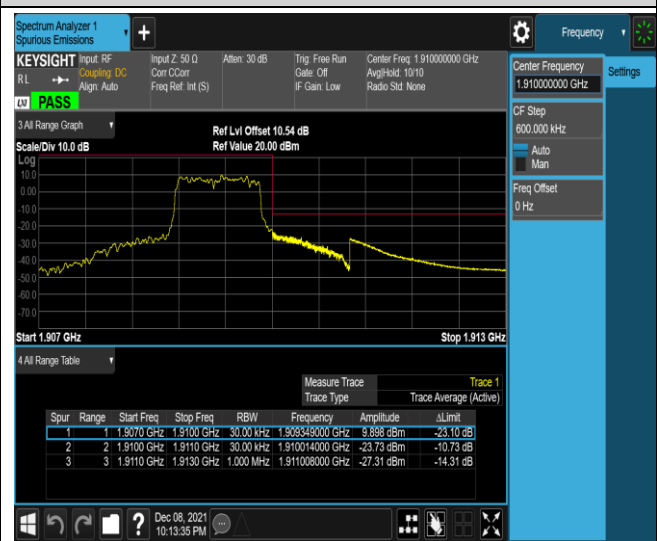 Spectrum Analyzer 1
Spurious Emissions
Frequency
KEYSIGHT Input: RF Input Z: 50 Ω Atten: 30 dB Trig: Free Run Center Freq: 1.910000000 GHz
RL Coupling: DC Corr CCorr Gate: Off Avg|Hold: 10/10
Align: Auto Freq Ref: Int (S) IF Gain: Low Radio Std: None
LXI PASS
Center Frequency
1.910000000 GHz
Settings
CF Step
600.000 kHz
Auto
Man
Freq Offset
0 Hz
3 All Range Graph
Ref Lvl Offset 10.54 dB
Scale/Div 10.0 dB Ref Value 20.00 dBm
Log
10.0
0.00
-10.0
-20.0
-30.0
-40.0
-50.0
-60.0
-70.0
Start 1.907 GHz Stop 1.913 GHz
4 All Range Table
Measure Trace Trace 1
Trace Type Trace Average (Active)
Spur Range Start Freq Stop Freq RBW Frequency Amplitude ΔLimit
1 1 1.9070 GHz 1.9100 GHz 30.00 kHz 1.909349000 GHz 9.898 dBm -23.10 dB
2 2 1.9100 GHz 1.9110 GHz 30.00 kHz 1.910014000 GHz -23.73 dBm -10.73 dB
3 3 1.9110 GHz 1.9130 GHz 1.000 MHz 1.911008000 GHz -27.31 dBm -14.31 dB
Dec 08, 2021
10:13:35 PM